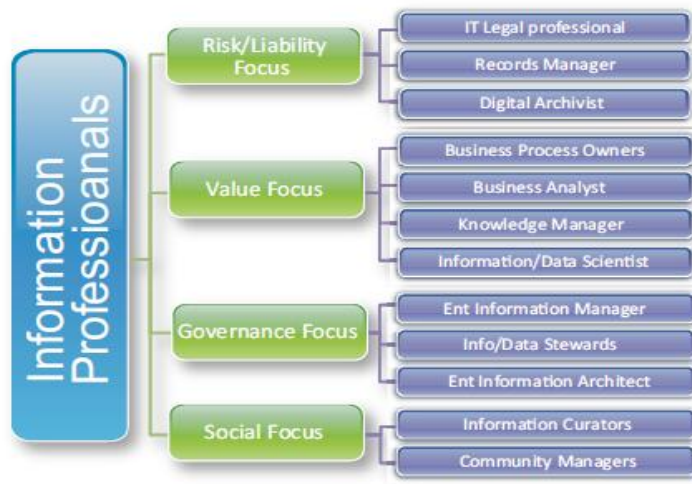 Information
Professioanals
Risk/Liability
Focus
IT Legal professional
Records Manager
Digital Archivist
Value Focus
Business Process Owners
Business Analyst
Knowledge Manager
Information/Data Scientist
Governance Focus
Ent Information Manager
Info/Data Stewards
Ent Information Architect
Social Focus
Information Curators
Community Managers